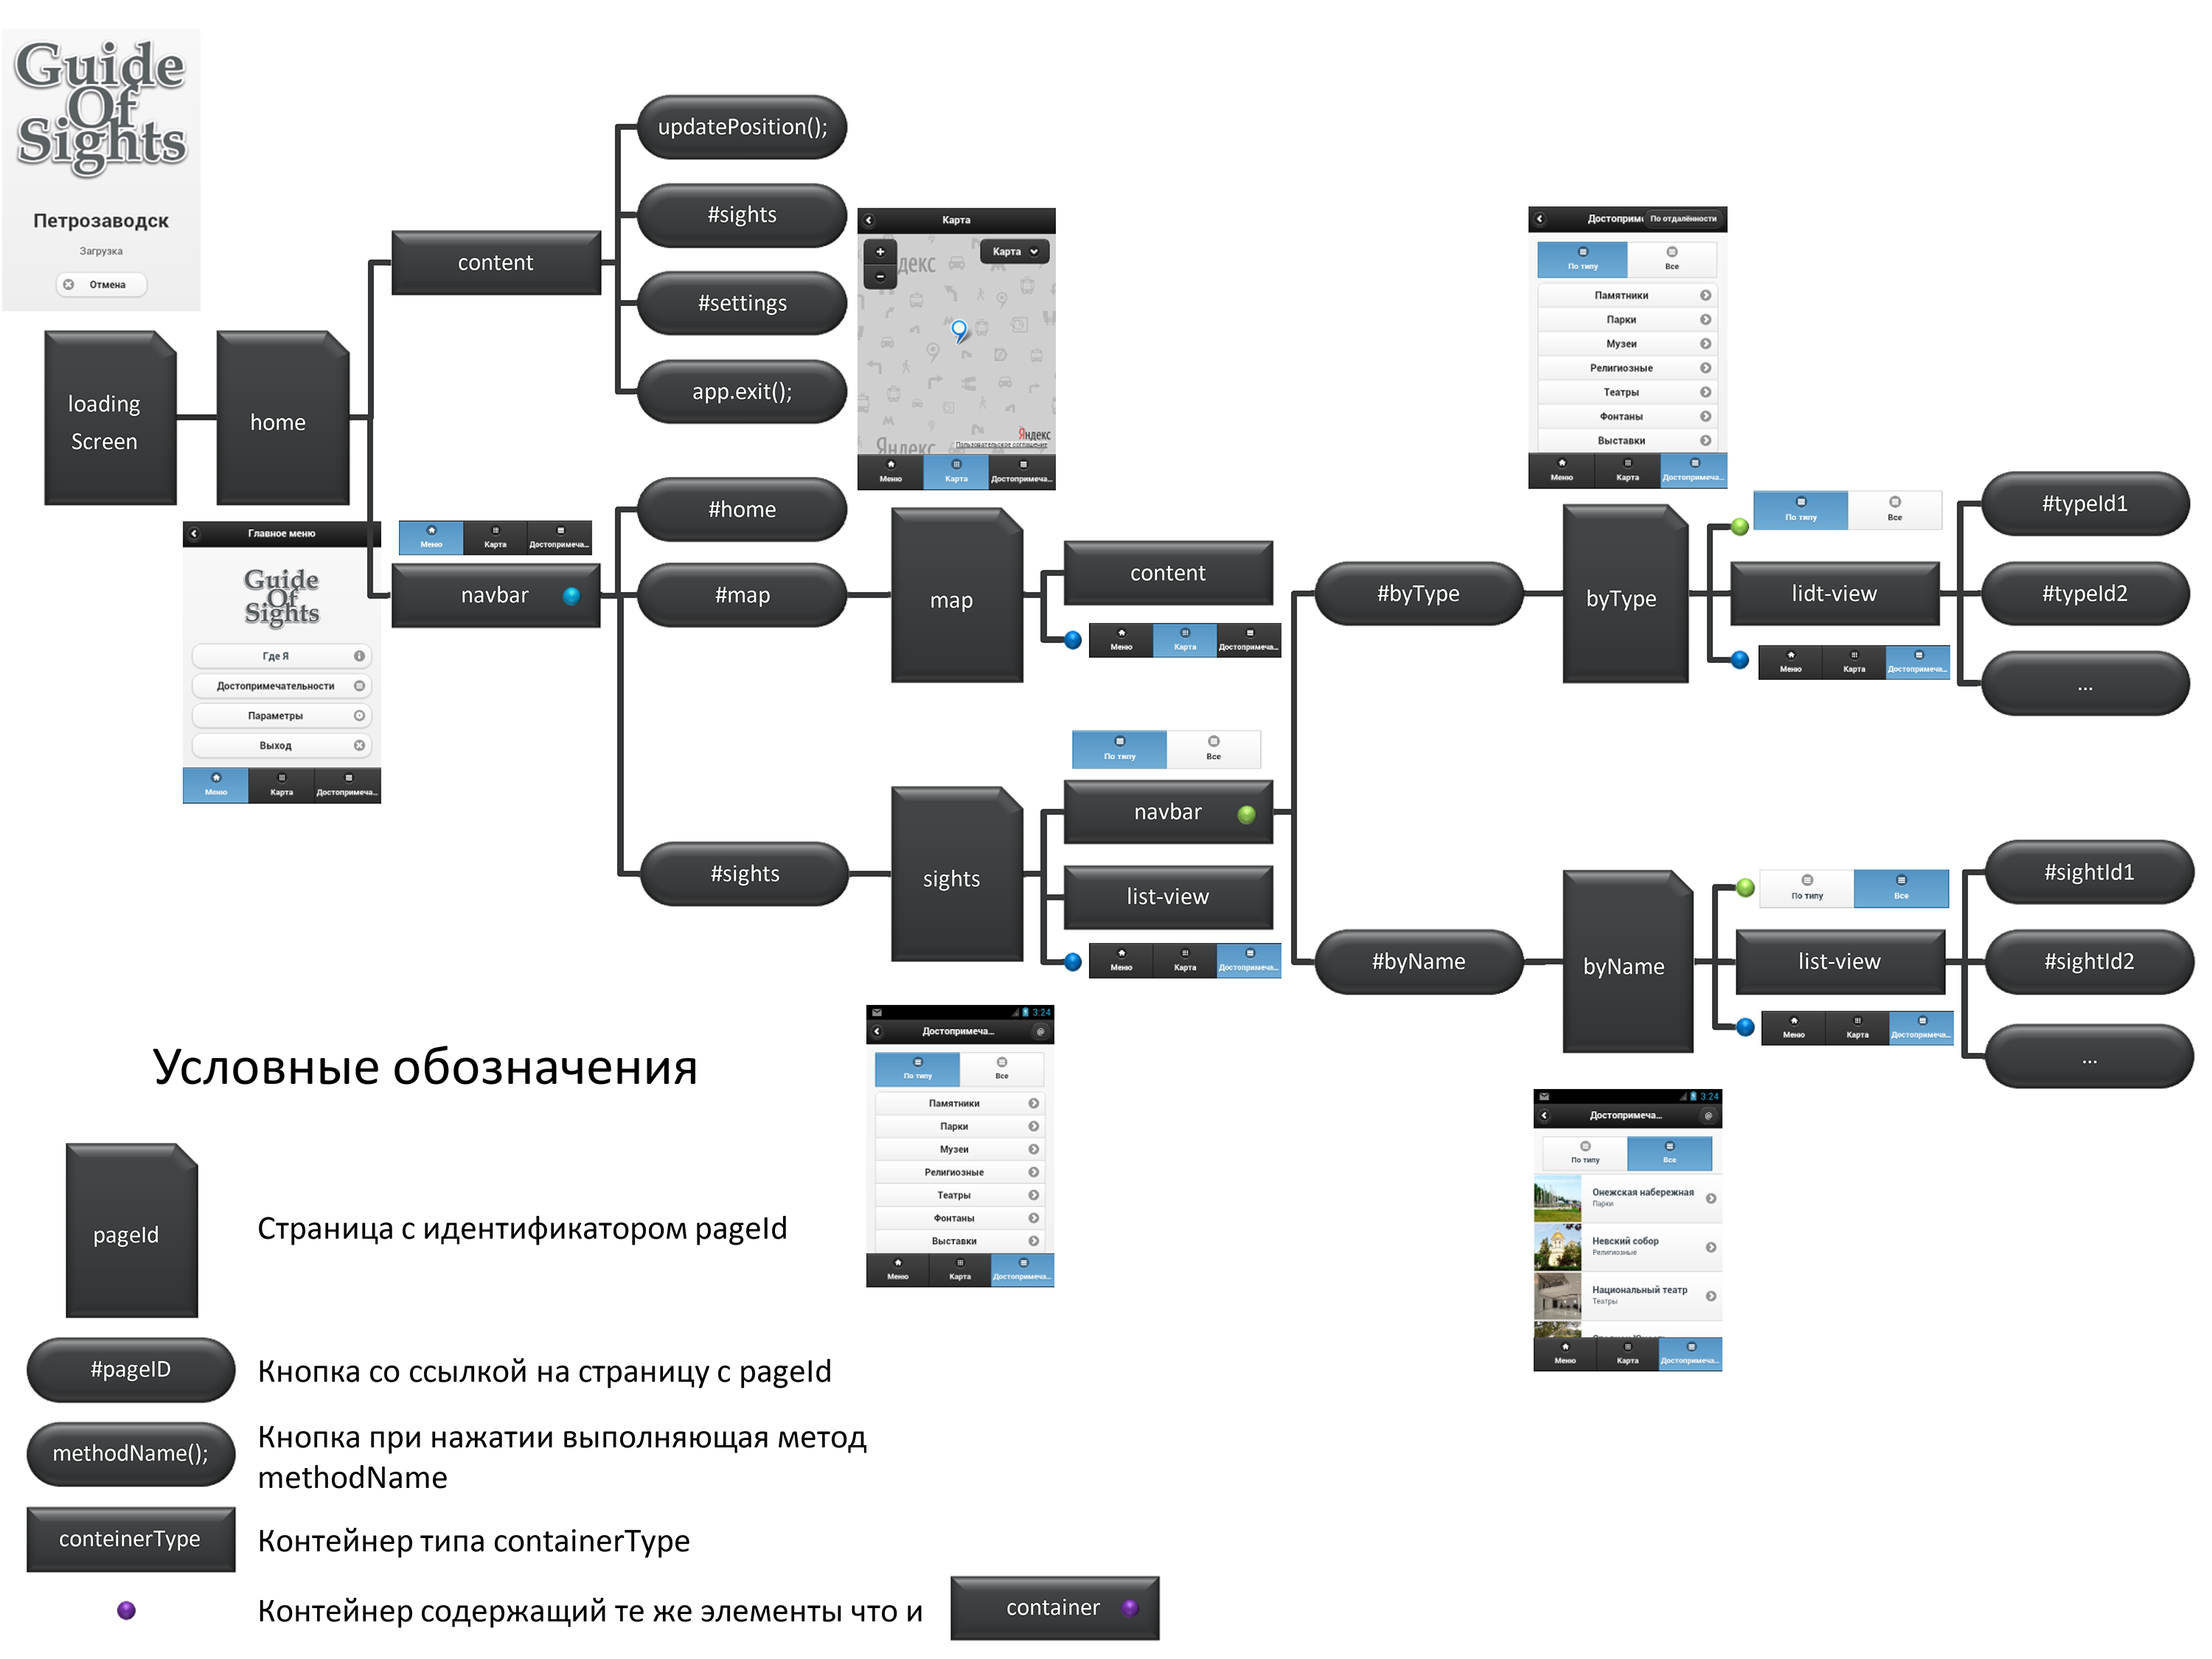 Guide
Of
Sights
Петрозаводск
Загрузка
Отмена
loading
Screen
home
content
updatePosition();
#sights
#settings
app.exit();
Карта
Карта
Яндекс
Яндекс
Пользовательское соглашение
Меню
Карта
Достопримеча...
Главное меню
Guide
Of
Sights
Где Я
Достопримечательности
Параметры
Выход
Меню
Карта
Достопримеча...
Меню
Карта
Достопримеча...
navbar
#home
#map
map
content
Меню
Карта
Достопримеча...
#sights
sights
По типу
Все
navbar
list-view
Меню
Карта
Достопримеча...
Достопримеча...
3:24
По типу
Все
Памятники
Парки
Музеи
Религиозные
Театры
Фонтаны
Выставки
Меню
Карта
Достопримеча...
#byType
byType
Достоприме
По отдалённости
По типу
Все
Памятники
Парки
Музеи
Религиозные
Театры
Фонтаны
Выставки
Меню
Карта
Достопримеча...
По типу
Все
lidt-view
Меню
Карта
Достопримеча...
#typeId1
#typeId2
...
#byName
byName
По типу
Все
list-view
Меню
Карта
Достопримеча...
#sightId1
#sightId2
...
3:24
Достопримеча...
По типу
Все
Онежская набережная
Парки
Невский собор
Религиозные
Национальный театр
Театры
Меню
Карта
Достопримеча...
Условные обозначения
pageId
Страница с идентификатором pageId
#pageID
Кнопка со ссылкой на страницу с pageId
methodName();
Кнопка при нажатии выполняющая метод
methodName
conteinerType
Контейнер типа containerType
Контейнер содержащий те же элементы что и
container